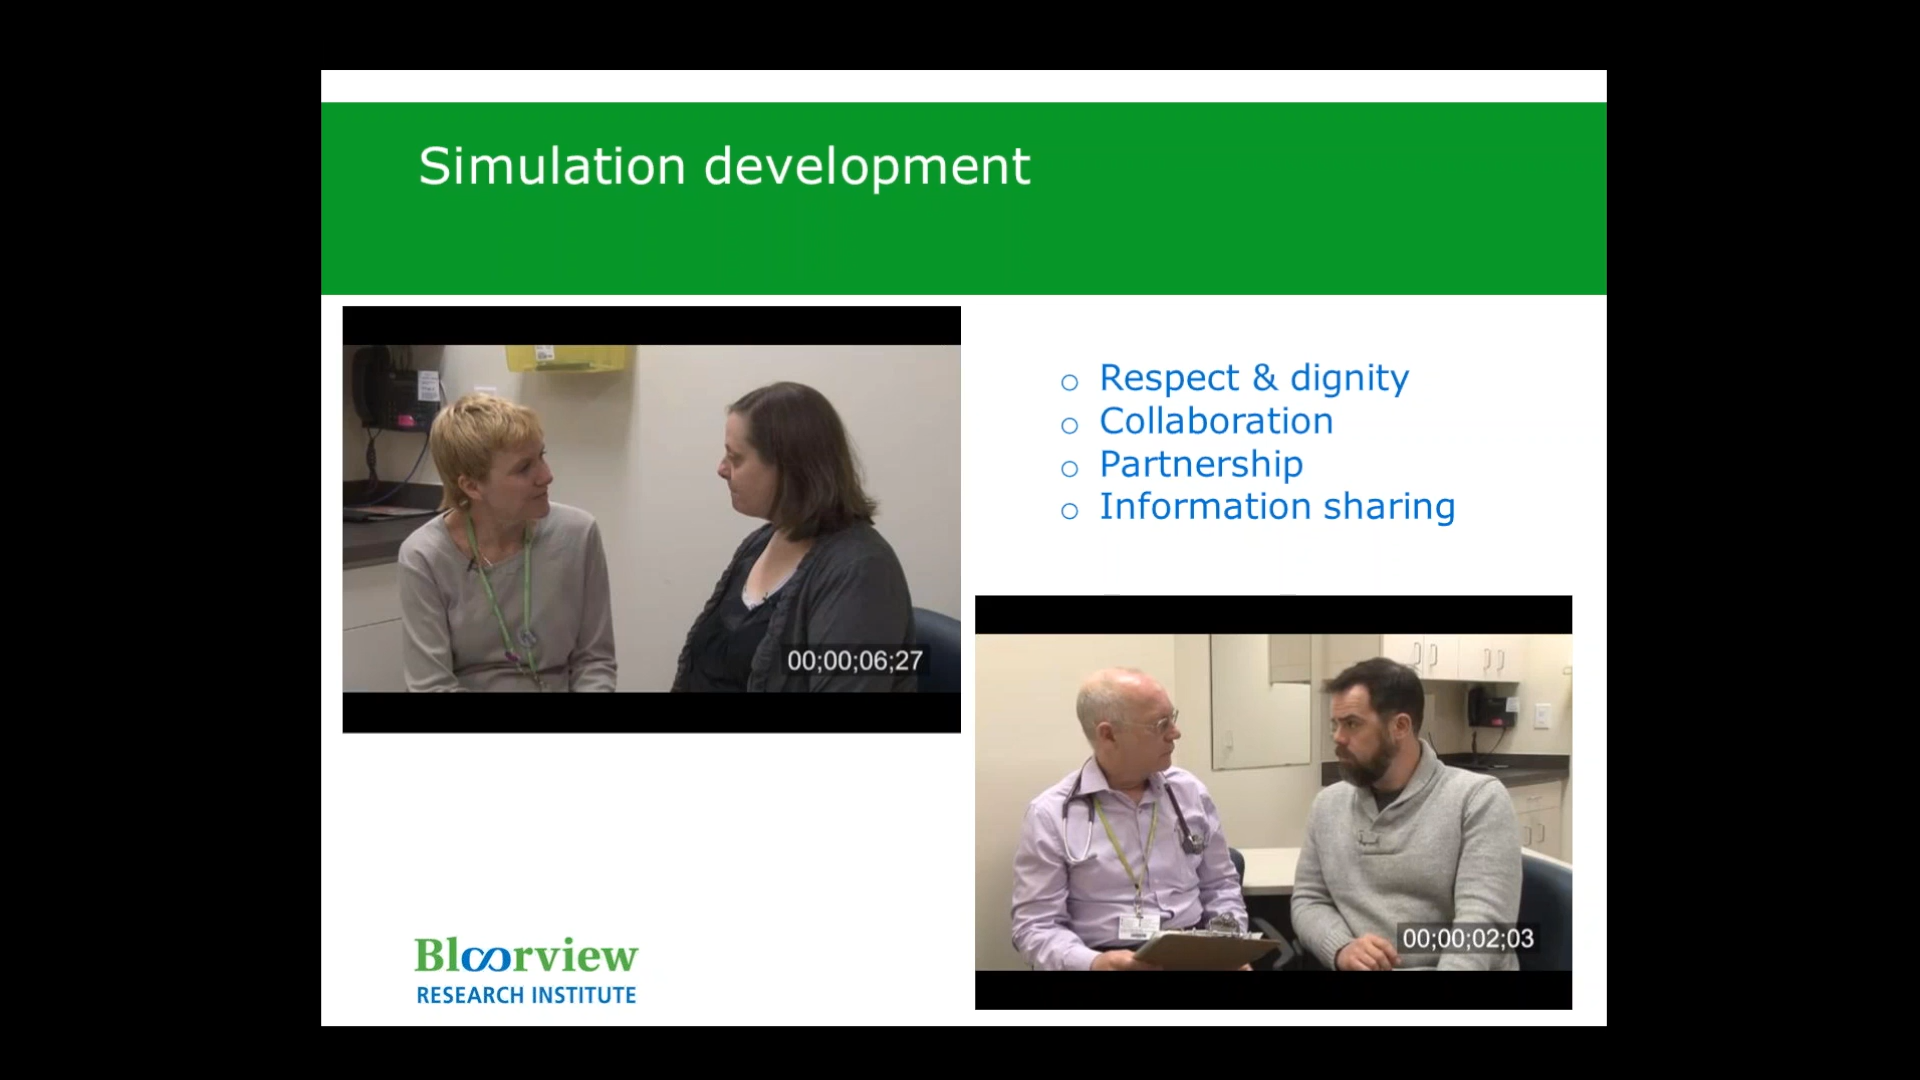 Simulation development
Respect & dignity
Collaboration
Partnership
Information sharing
00;00;06;27
00;00;02;03
Bloorview
RESEARCH INSTITUTE